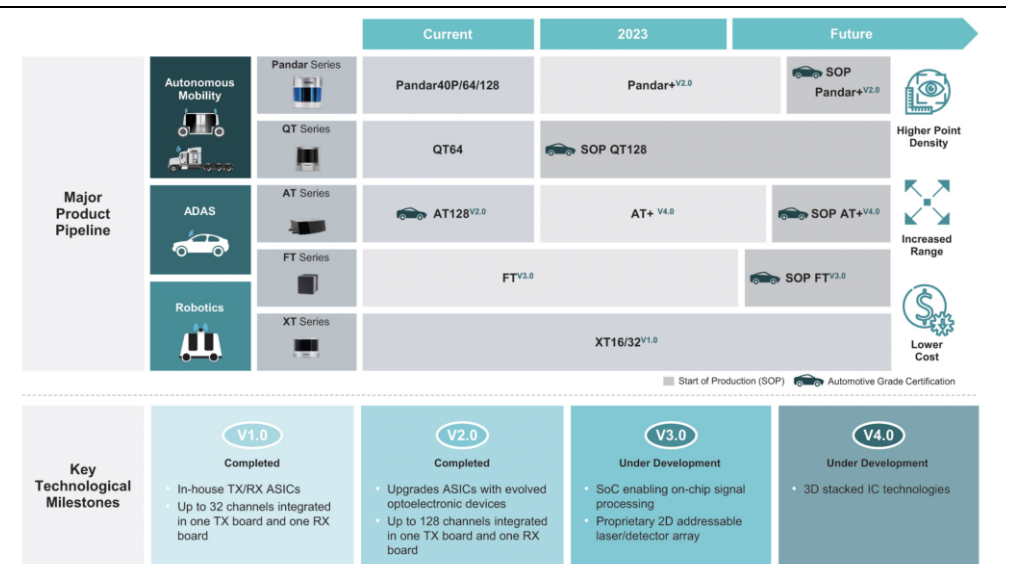 Current
2023
Future
Major
Product
Pipeline
Autonomous
Mobility
Pandar Series
Pandar40P/64/128
Pandar+V2.0
SOP
Pandar+V2.0
Higher Point
Density
QT Series
QT64
SOP QT128
ADAS
AT Series
AT128V2.0
AT+ V4.0
SOP AT+V4.0
Increased
Range
FT Series
FTV3.0
SOP FTV3.0
Robotics
XT Series
XT16/32V1.0
Lower
Cost
Start of Production (SOP)
Automotive Grade Certification
Key
Technological
Milestones
V1.0
Completed
• In-house TX/RX ASICs
• Up to 32 channels integrated
in one TX board and one RX
board
V2.0
Completed
• Upgrades ASICs with evolved
optoelectronic devices
• Up to 128 channels integrated
in one TX board and one RX
board
V3.0
Under Development
• SoC enabling on-chip signal
processing
• Proprietary 2D addressable
laser/detector array
V4.0
Under Development
• 3D stacked IC technologies